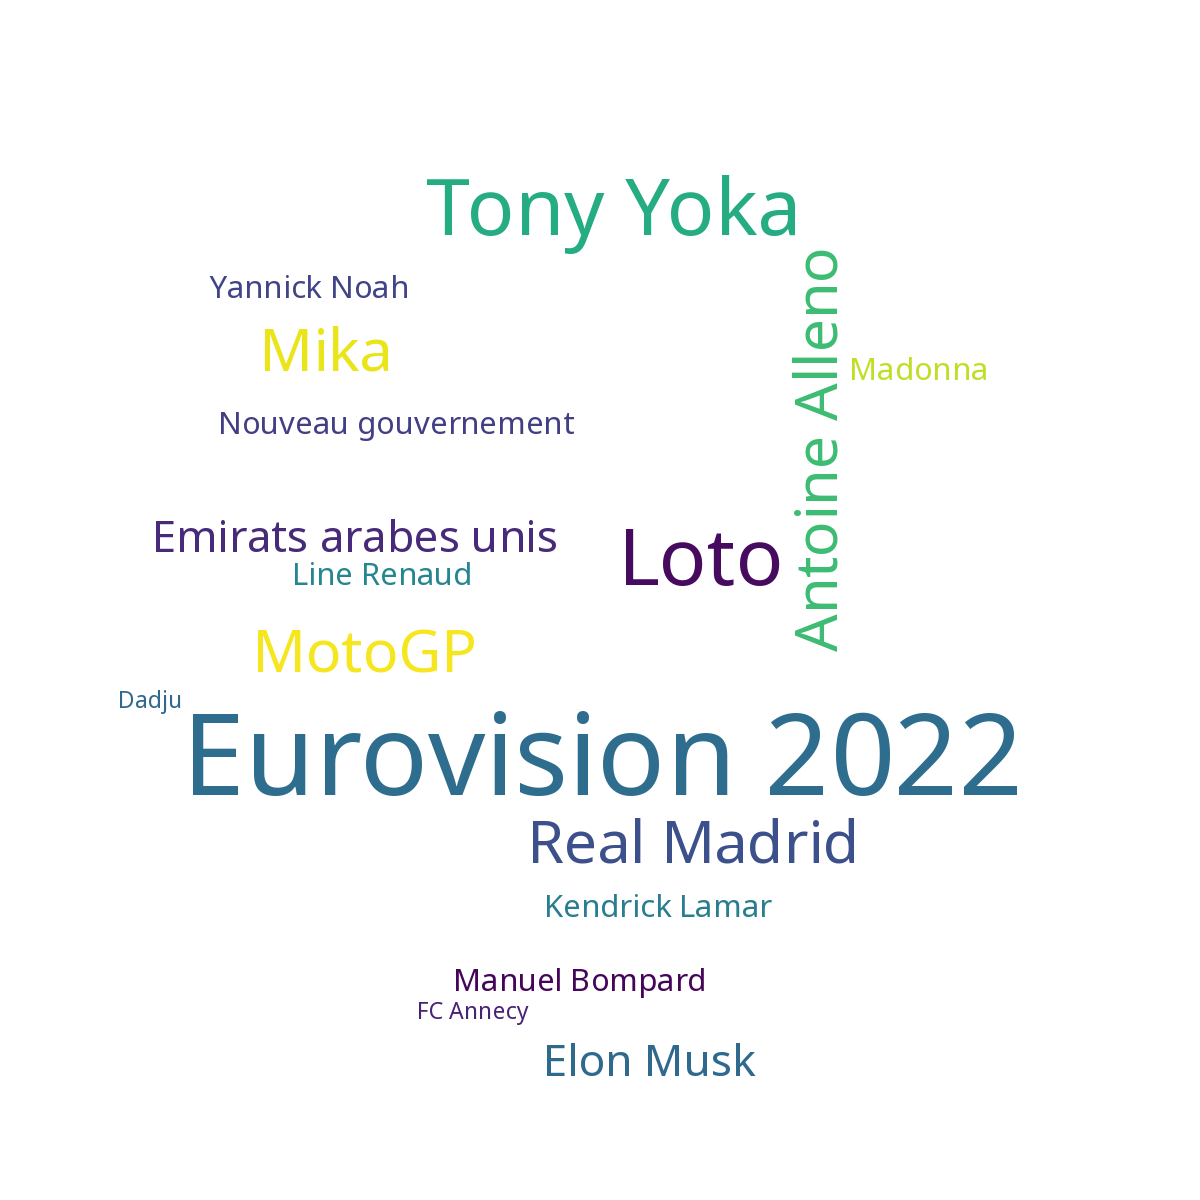 Tony Yoka
Yannick Noah
Mika
Antoine Alleno
Madonna
Nouveau gouvernement
Emirats arabes unis
Loto
Line Renaud
MotoGP
Dadju
Eurovision 2022
Real Madrid
Kendrick Lamar
Manuel Bompard
FC Annecy
Elon Musk